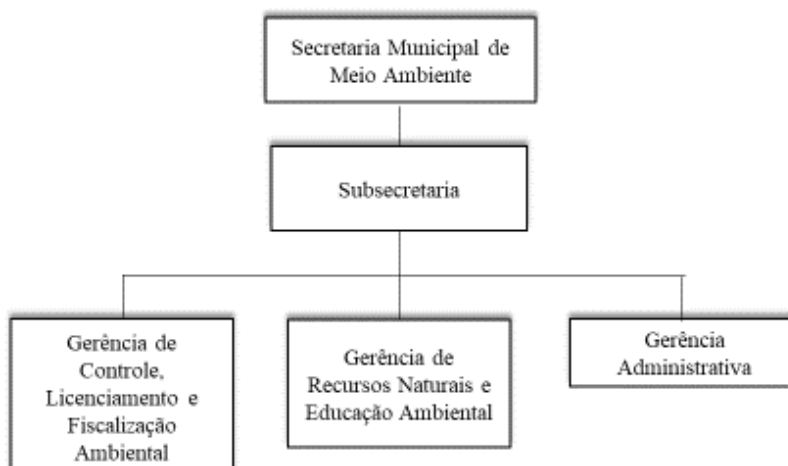 Secretaria Municipal de
Meio Ambiente
Subsecretaria
Gerência de
Controle,
Licenciamento e
Fiscalização
Ambiental
Gerência de
Recursos Naturais e
Educação Ambiental
Gerência
Administrativa